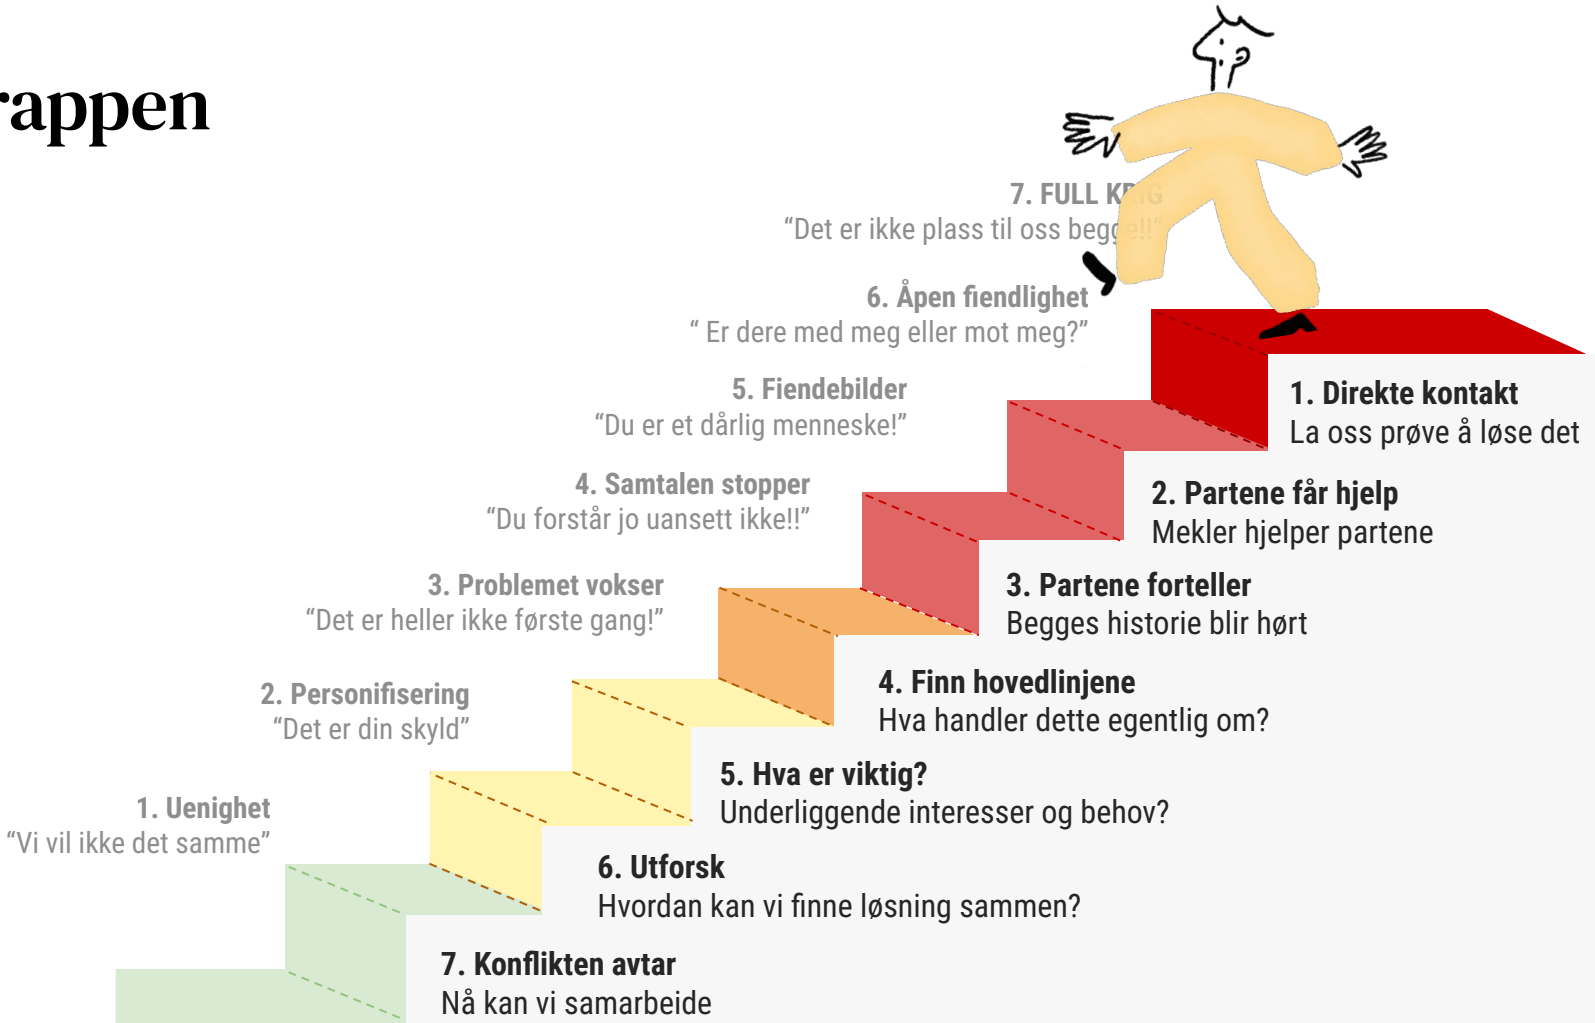 rappen
7. FULL KRIG
“Det er ikke plass til oss begge!!”
6. Åpen fiendlighet
“ Er dere med meg eller mot meg?”
5. Fiendebilder
“Du er et dårlig menneske!”
4. Samtalen stopper
“Du forstår jo uansett ikke!!”
3. Problemet vokser
“Det er heller ikke første gang!”
2. Personifisering
“Det er din skyld”
1. Uenighet
“Vi vil ikke det samme”
1. Direkte kontakt
La oss prøve å løse det
2. Partene får hjelp
Mekler hjelper partene
3. Partene forteller
Begges historie blir hørt
4. Finn hovedlinjene
Hva handler dette egentlig om?
5. Hva er viktig?
Underliggende interesser og behov?
6. Utforsk
Hvordan kan vi finne løsning sammen?
7. Konflikten avtar
Nå kan vi samarbeide